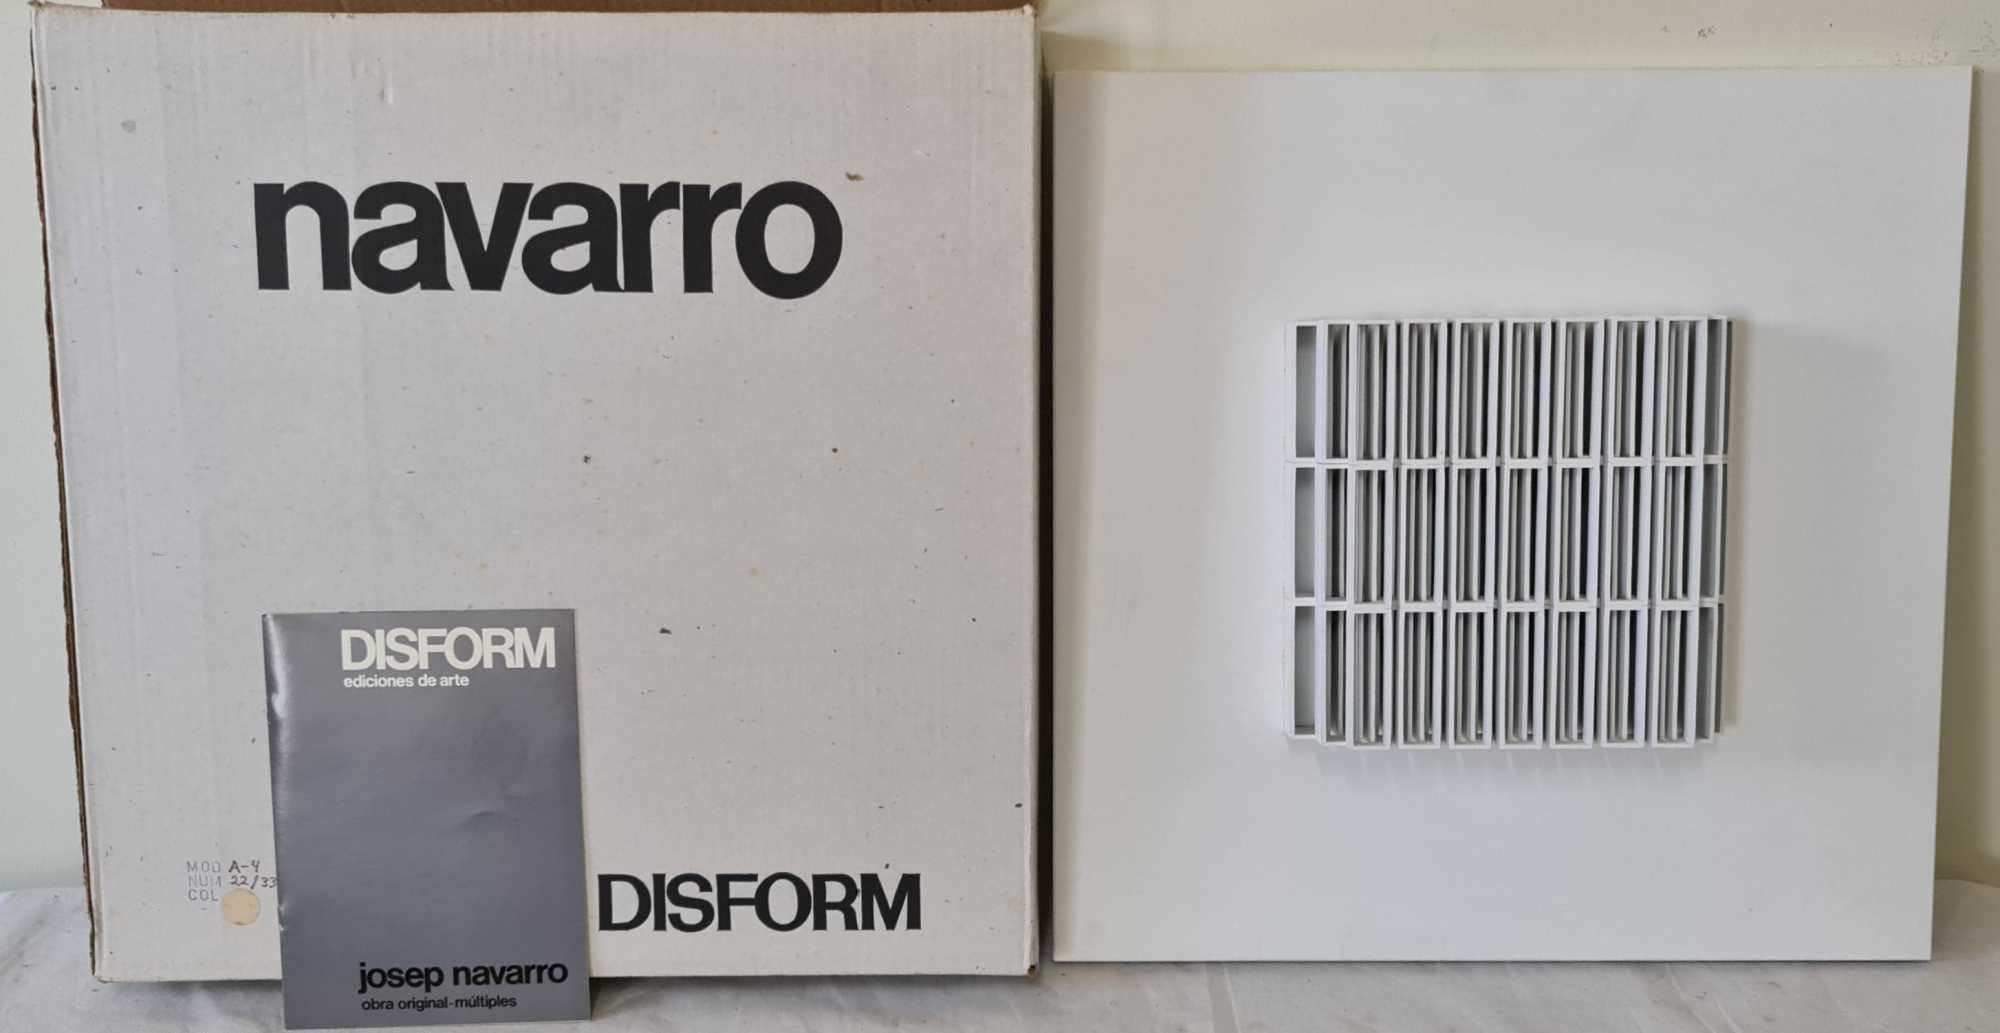 navarro
DISFORM
ediciones de arte
josep navarro
obra original-múltiples
MOD A-4
NUM 22/33
COL
DISFORM